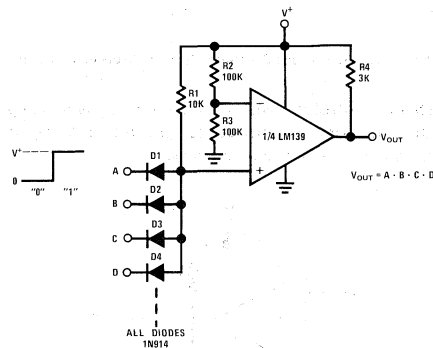 V+
R2
100K
R4
3K
R1
10K
−
R3
100K
1/4 LM139
VOUT
V+
0
"0" "1"
A
D1
+
VOUT = A · B · C · D
B
D2
C
D3
D
D4
ALL DIODES
1N914